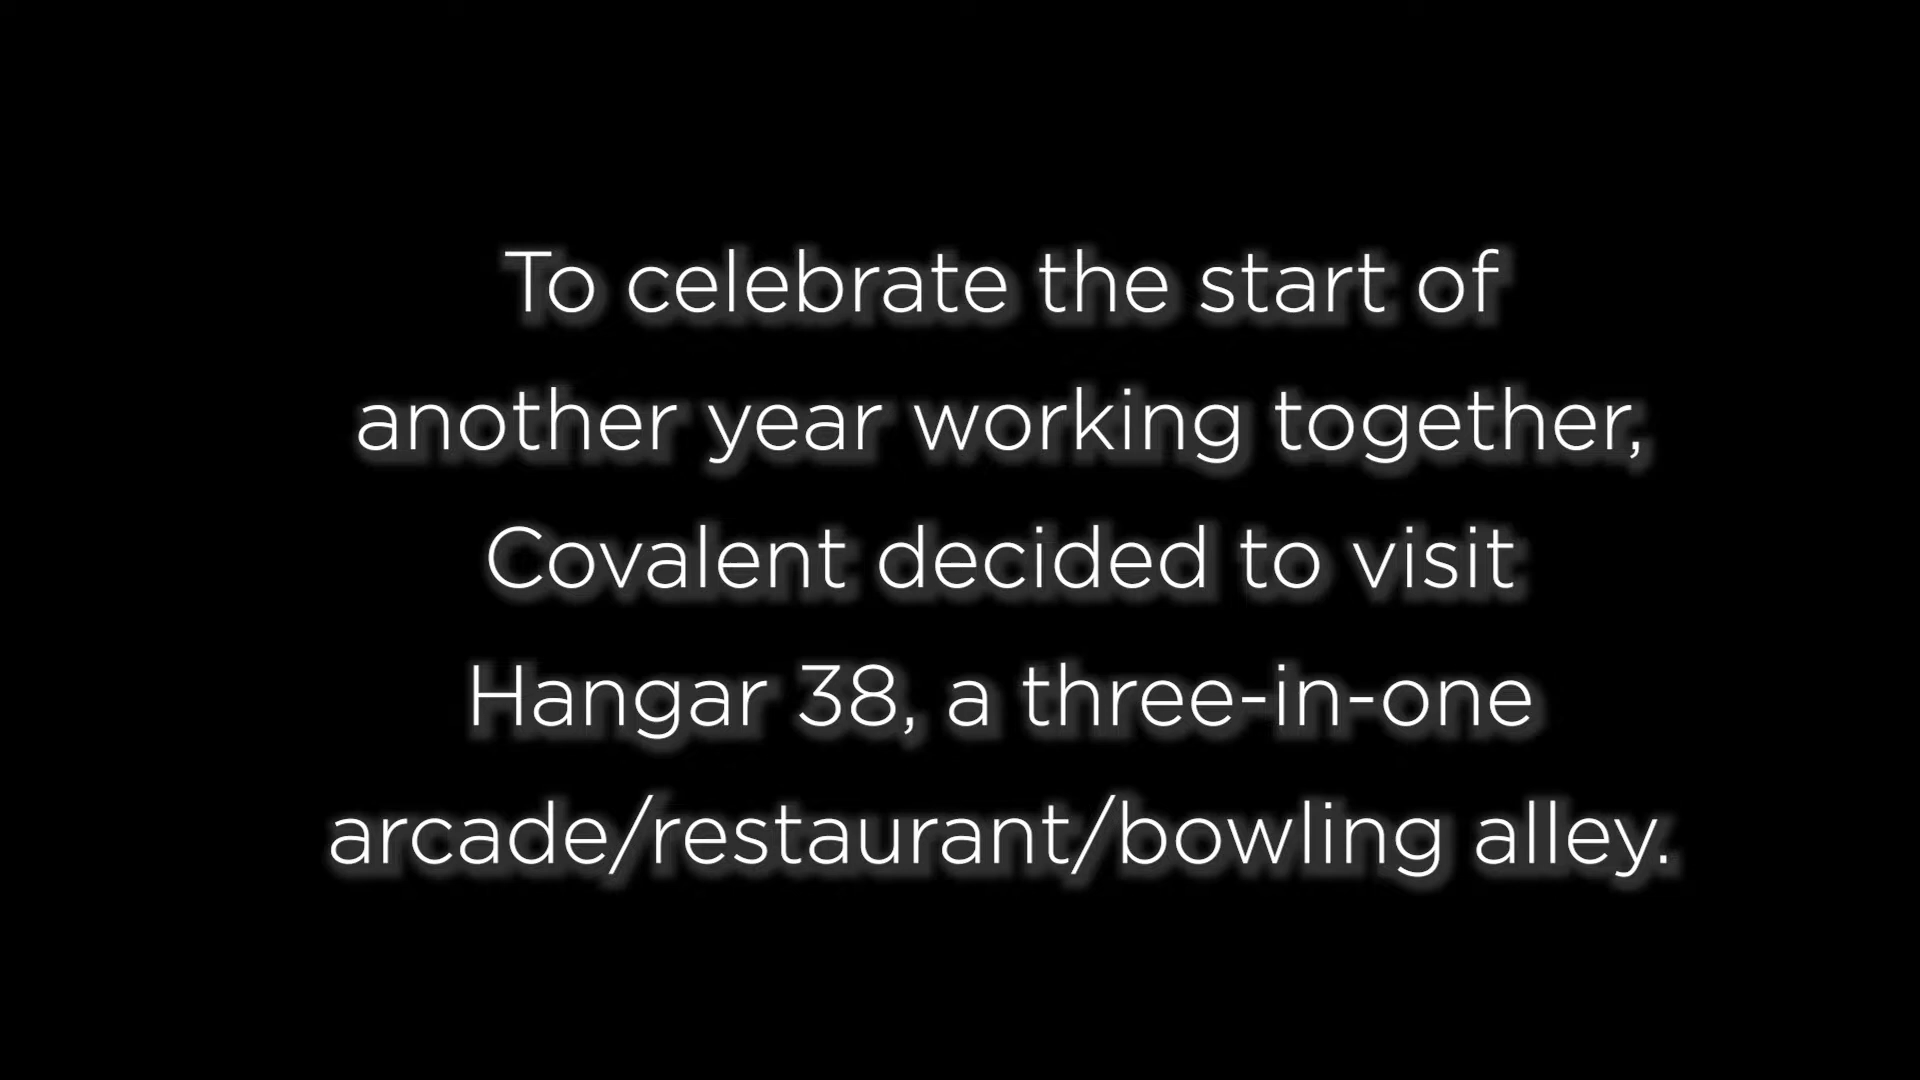 To celebrate the start of
another year working together,
Covalent decided to visit
Hangar 38, a three-in-one
arcade/restaurant/bowling alley.